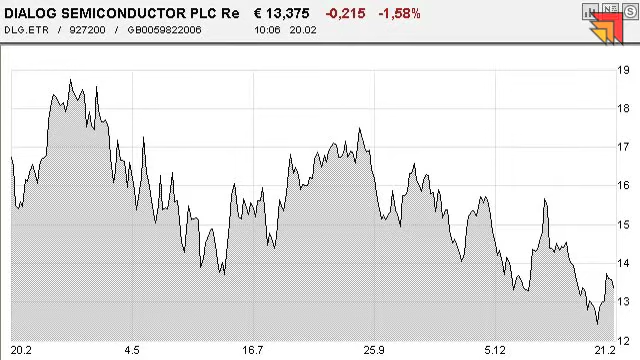 DIALOG SEMICONDUCTOR PLC Re € 13,375 -0,215 -1,58%
DLG.ETR / 927200 / GB0059822006 10:06 20.02
19
18
17
16
15
14
13
12
20.2 4.5 16.7 25.9 5.12 21.2